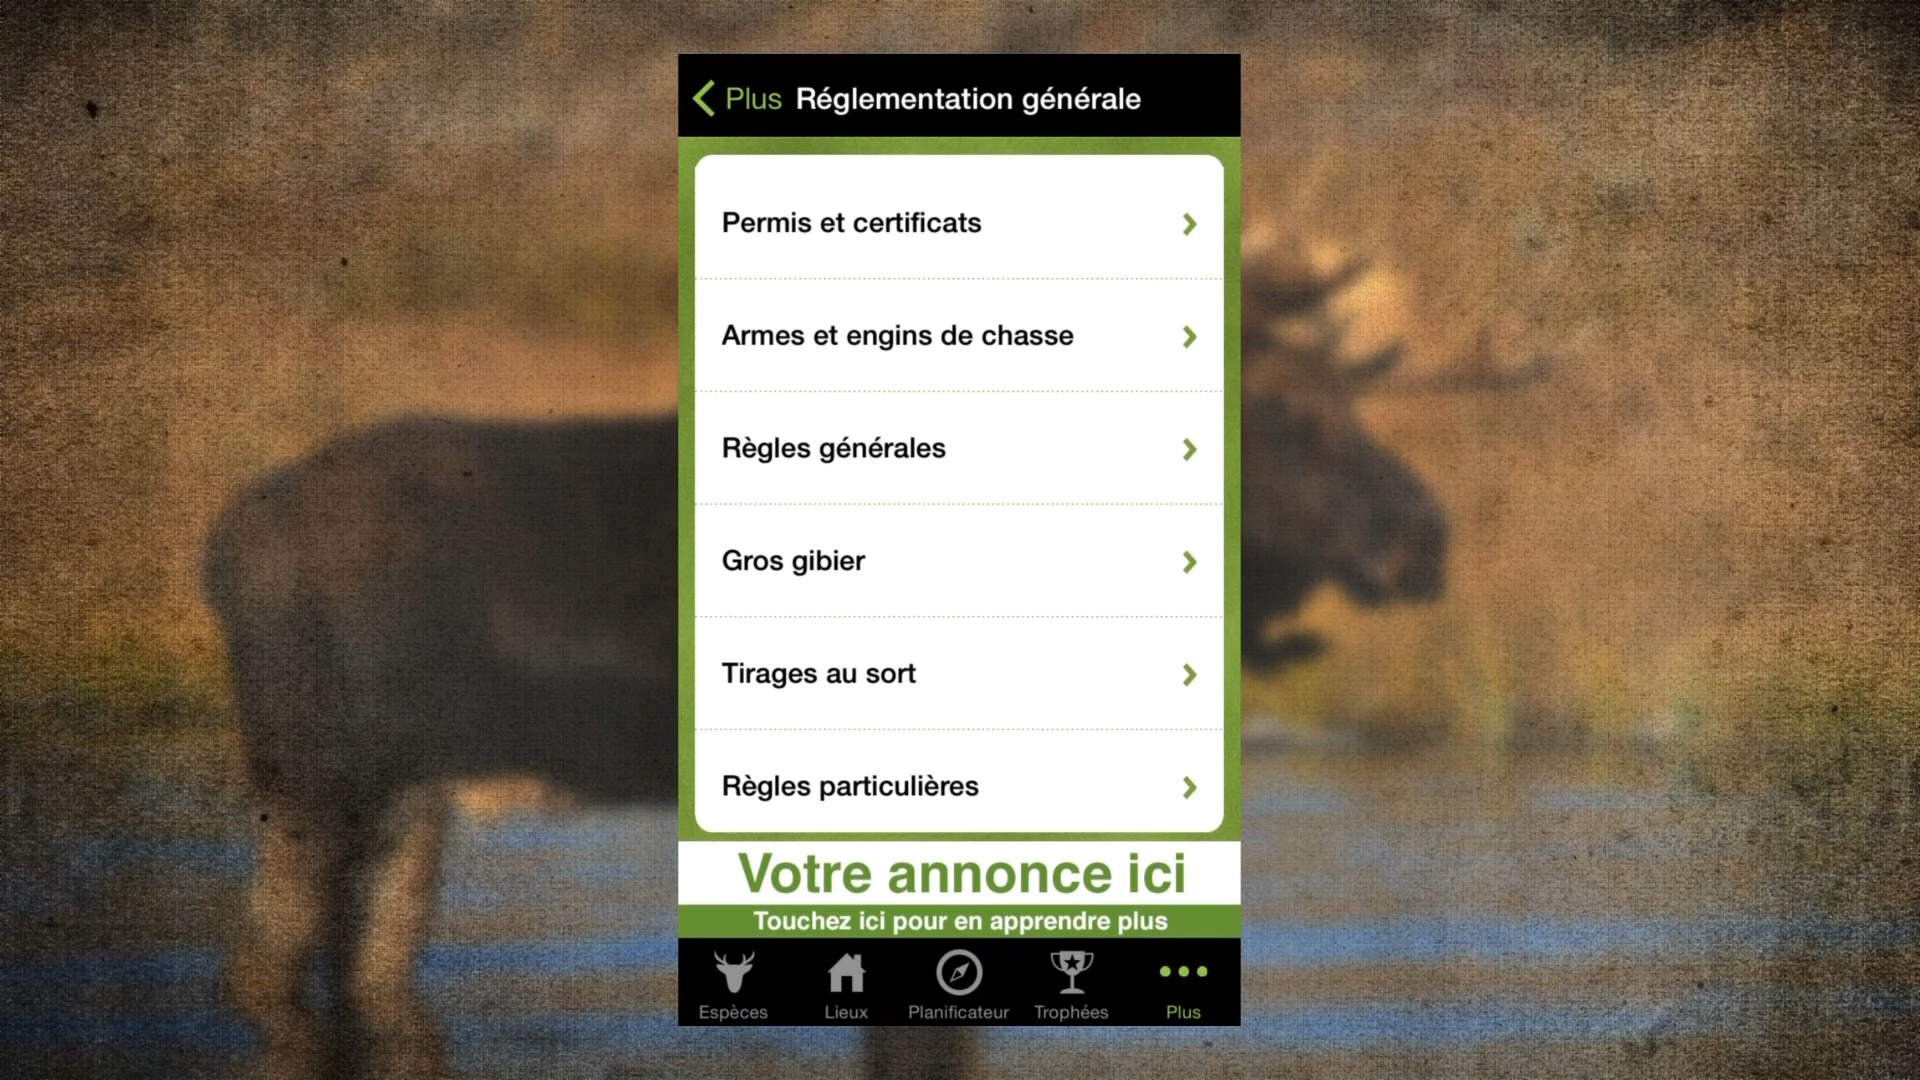 Plus Réglementation générale
Permis et certificats
Armes et engins de chasse
Règles générales
Gros gibier
Tirages au sort
Règles particulières
Votre annonce ici
Touchez ici pour en apprendre plus
Espèces Lieux Planificateur Trophées Plus